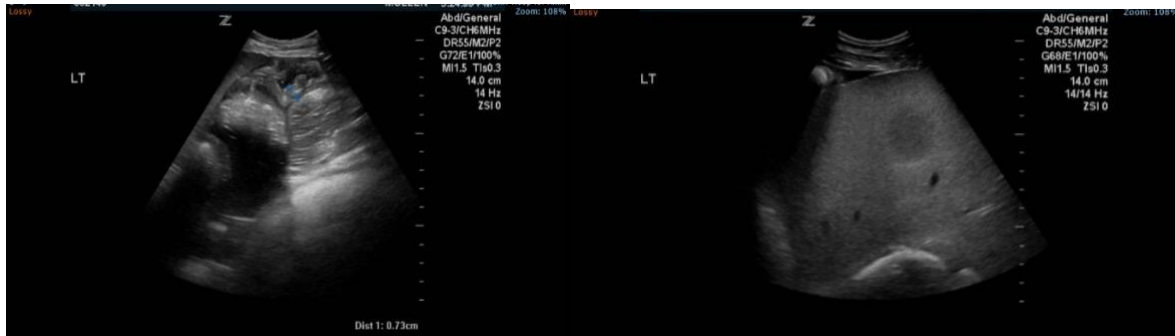 Lossy
Zoom: 108%
Abd/General
C9-3/CH6MHz
DR55/M2/P2
G72/E1/100%
MI1.5 TIs0.3
14.0 cm
14 Hz
ZSI 0
Z
LT
Dist 1: 0.73cm
Lossy
Zoom: 108%
Abd/General
C9-3/CH6MHz
DR55/M2/P2
G68/E1/100%
MI1.5 TIs0.3
14.0 cm
14/14 Hz
ZSI 0
Z
LT